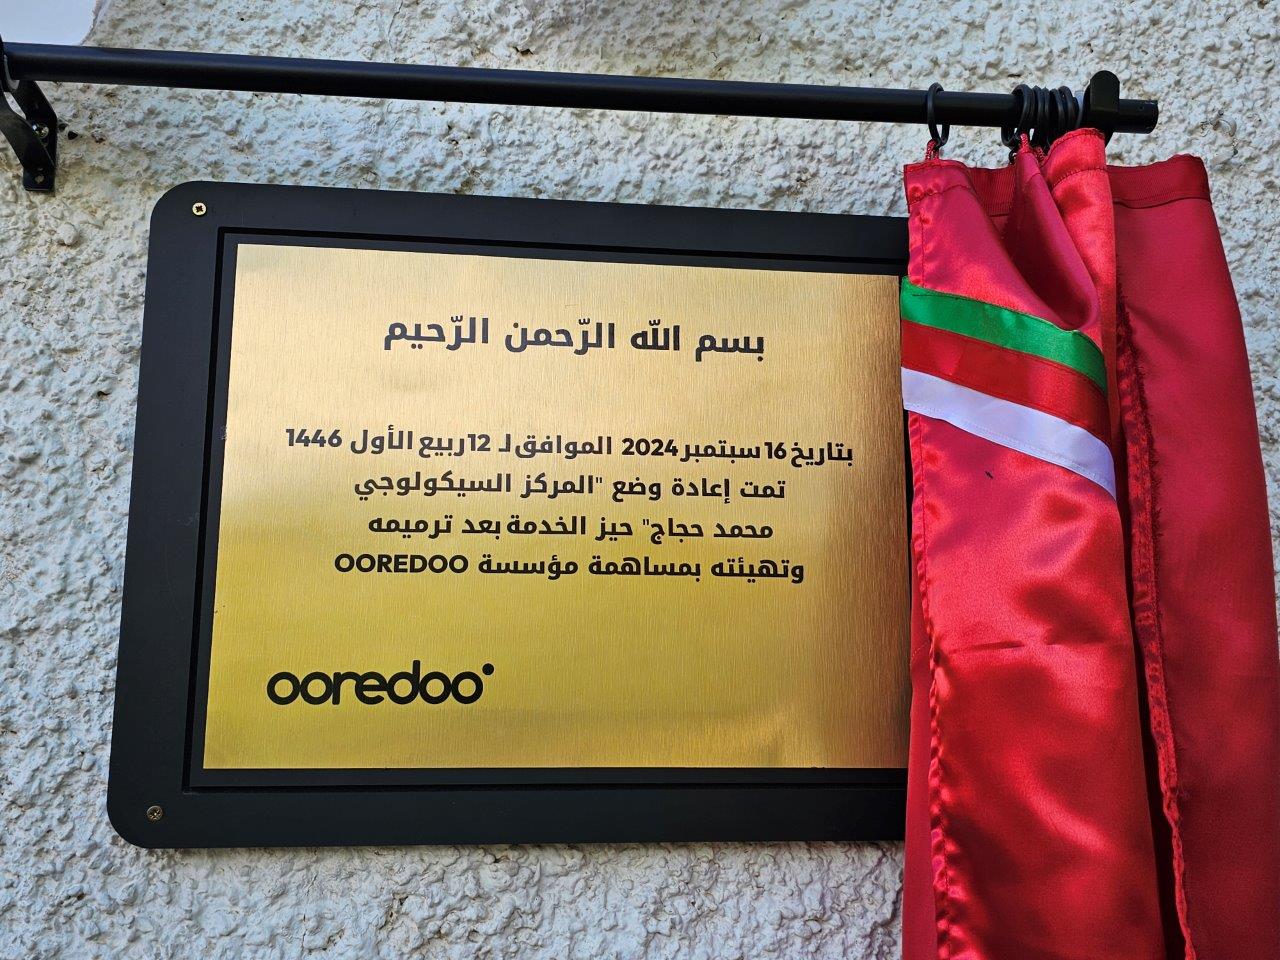 بسم الله الرّحمن الرّحيم
بتاريخ 16 سبتمبر 2024 الموافق لـ 12 ربيع الأول 1446
تمت إعادة وضع "المركز السيكولوجي
محمد حجاج" حيز الخدمة بعد ترميمه
وتهيئته بمساهمة مؤسسة OOREDOO
ooredoo